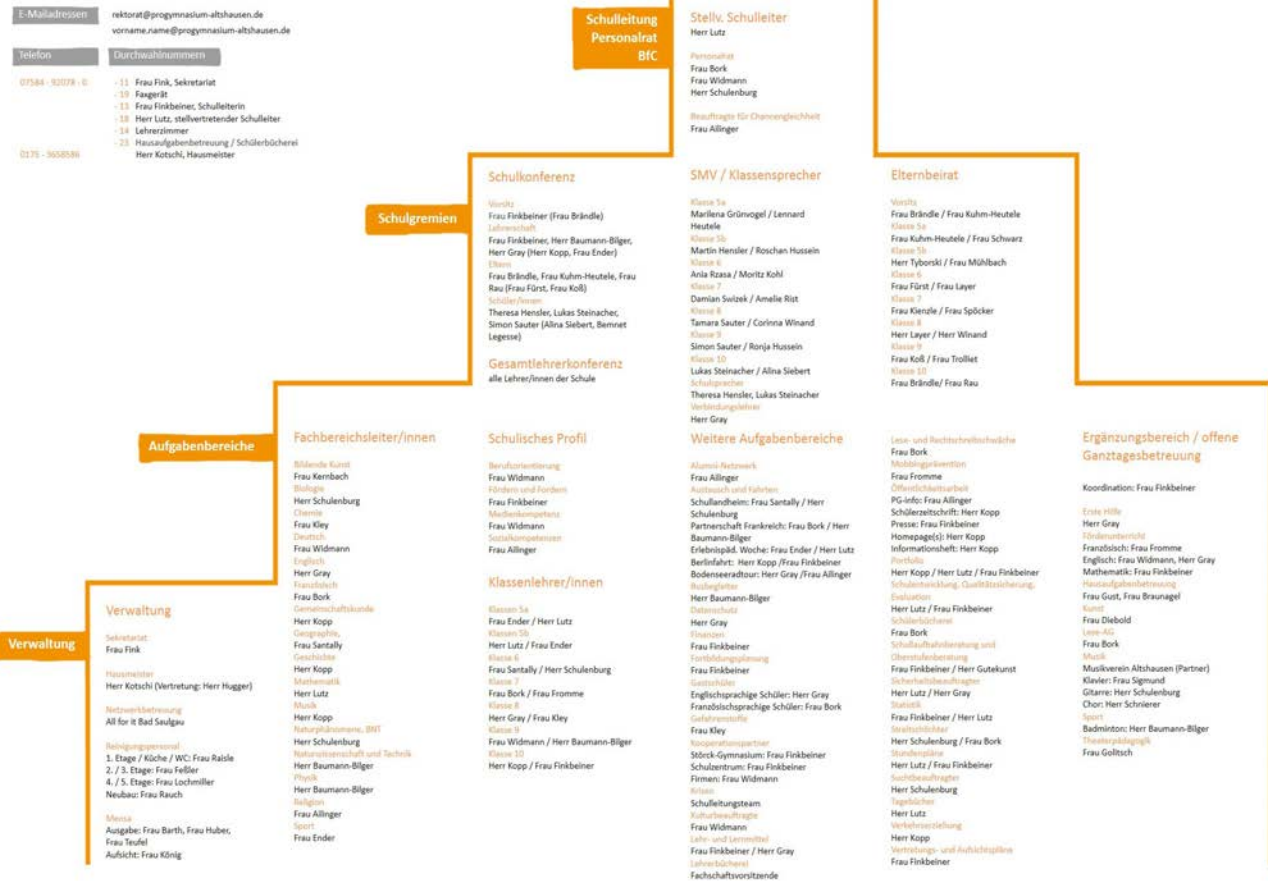 E-Mailadressen
rektorat@progymnasium-altshausen.de
vorname.name@progymnasium-altshausen.de
Telefon
Durchwahlnummern
07584 - 92078 - 0
- 11 Frau Fink, Sekretariat
- 19 Faxgerät
- 13 Frau Finkbeiner, Schulleiterin
- 18 Herr Lutz, stellvertretender Schulleiter
- 14 Lehrerzimmer
- 23 Hausaufgabenbetreuung / Schülerbücherei
0175 - 5658586
Herr Kotschi, Hausmeister
Schulleitung
Personalrat
BfC
Stellv. Schulleiter
Herr Lutz
Personalrat
Frau Bork
Frau Widmann
Herr Schulenburg
Beauftragte für Chancengleichheit
Frau Ailinger
Schulgremien
Schulkonferenz
Vorsitz
Frau Finkbeiner (Frau Brändle)
Lehrerschaft
Frau Finkbeiner, Herr Baumann-Bilger,
Herr Gray (Herr Kopp, Frau Ender)
Eltern
Frau Brändle, Frau Kuhm-Heutele, Frau
Rau (Frau Fürst, Frau Koß)
Schüler/innen
Theresa Hensler, Lukas Steinacher,
Simon Sauter (Alina Siebert, Bemnet
Legesse)
Gesamtlehrerkonferenz
alle Lehrer/innen der Schule
SMV / Klassensprecher
Klasse 5a
Marilena Grünvogel / Lennard
Heutele
Klasse 5b
Martin Hensler / Roschan Hussein
Klasse 6
Ania Rzasa / Moritz Kohl
Klasse 7
Damian Swizek / Amelie Rist
Klasse 8
Tamara Sauter / Corinna Winand
Klasse 9
Simon Sauter / Ronja Hussein
Klasse 10
Lukas Steinacher / Alina Siebert
Schulsprecher
Theresa Hensler, Lukas Steinacher
Verbindungslehrer
Herr Gray
Elternbeirat
Vorsitz
Frau Brändle / Frau Kuhm-Heutele
Klasse 5a
Frau Kuhm-Heutele / Frau Schwarz
Klasse 5b
Herr Tyborski / Frau Mühlbach
Klasse 6
Frau Fürst / Frau Layer
Klasse 7
Frau Kienzle / Frau Spöcker
Klasse 8
Herr Layer / Herr Winand
Klasse 9
Frau Koß / Frau Trolliet
Klasse 10
Frau Brändle/ Frau Rau
Aufgabenbereiche
Fachbereichsleiter/innen
Bildende Kunst
Frau Kernbach
Biologie
Herr Schulenburg
Chemie
Frau Kley
Deutsch
Frau Widmann
Englisch
Herr Gray
Französisch
Frau Bork
Gemeinschaftskunde
Herr Kopp
Geographie,
Frau Santally
Geschichte
Herr Kopp
Mathematik
Herr Lutz
Musik
Herr Kopp
Naturphänomene, BNT
Herr Schulenburg
Naturwissenschaft und Technik
Herr Baumann-Bilger
Physik
Herr Baumann-Bilger
Religion
Frau Ailinger
Sport
Frau Ender
Schulisches Profil
Berufsorientierung
Frau Widmann
Fördern und Fordern
Frau Finkbeiner
Medienkompetenz
Frau Widmann
Sozialkompetenzen
Frau Ailinger
Klassenlehrer/innen
Klassen 5a
Frau Ender / Herr Lutz
Klassen 5b
Herr Lutz / Frau Ender
Klasse 6
Frau Santally / Herr Schulenburg
Klasse 7
Frau Bork / Frau Fromme
Klasse 8
Herr Gray / Frau Kley
Klasse 9
Frau Widmann / Herr Baumann-Bilger
Klasse 10
Herr Kopp / Frau Finkbeiner
Weitere Aufgabenbereiche
Alumni-Netzwerk
Frau Ailinger
Austausch und Fahrten
Schullandheim: Frau Santally / Herr
Schulenburg
Partnerschaft Frankreich: Frau Bork / Herr
Baumann-Bilger
Erlebnispäd. Woche: Frau Ender / Herr Lutz
Berlinfahrt: Herr Kopp /Frau Finkbeiner
Bodenseeradtour: Herr Gray /Frau Ailinger
Busbegleiter
Herr Baumann-Bilger
Datenschutz
Herr Gray
Finanzen
Frau Finkbeiner
Fortbildungsplanung
Frau Finkbeiner
Gastschüler
Englischsprachige Schüler: Herr Gray
Französischsprachige Schüler: Frau Bork
Gefahrenstoffe
Frau Kley
Kooperationspartner
Störck-Gymnasium: Frau Finkbeiner
Schulzentrum: Frau Finkbeiner
Firmen: Frau Widmann
Krisen
Schulleitungsteam
Kulturbeauftragte
Frau Widmann
Lehr- und Lernmittel
Frau Finkbeiner / Herr Gray
Lehrerbücherei
Fachschaftsvorsitzende
Lese- und Rechtschreibschwäche
Frau Bork
Mobbingprävention
Frau Fromme
Öffentlichkeitsarbeit
PG-info: Frau Ailinger
Schülerzeitschrift: Herr Kopp
Presse: Frau Finkbeiner
Homepage(s): Herr Kopp
Informationsheft: Herr Kopp
Portfolio
Herr Kopp / Herr Lutz / Frau Finkbeiner
Schulentwicklung, Qualitätssicherung,
Evaluation
Herr Lutz / Frau Finkbeiner
Schülerbücherei
Frau Bork
Schullaufbahnberatung und
Oberstufenberatung
Frau Finkbeiner / Herr Gutekunst
Sicherheitsbeauftragter
Herr Lutz / Herr Gray
Statistik
Frau Finkbeiner / Herr Lutz
Streitschlichter
Herr Schulenburg / Frau Bork
Stundenpläne
Herr Lutz / Frau Finkbeiner
Suchtbeauftragter
Herr Schulenburg
Tagebücher
Herr Lutz
Verkehrserziehung
Herr Kopp
Vertretungs- und Aufsichtspläne
Frau Finkbeiner
Ergänzungsbereich / offene
Ganztagesbetreuung
Koordination: Frau Finkbeiner
Erste Hilfe
Herr Gray
Förderunterricht
Französisch: Frau Fromme
Englisch: Frau Widmann, Herr Gray
Mathematik: Frau Finkbeiner
Hausaufgabenbetreuung
Frau Gust, Frau Braunagel
Kunst
Frau Diebold
Lese-AG
Frau Bork
Musik
Musikverein Altshausen (Partner)
Klavier: Frau Sigmund
Gitarre: Herr Schulenburg
Chor: Herr Schnierer
Sport
Badminton: Herr Baumann-Bilger
Theaterpädagogik
Frau Golitsch
Verwaltung
Verwaltung
Sekretariat
Frau Fink
Hausmeister
Herr Kotschi (Vertretung: Herr Hugger)
Netzwerkbetreuung
All for it Bad Saulgau
Reinigungspersonal
1. Etage / Küche / WC: Frau Raisle
2. / 3. Etage: Frau Feßler
4. / 5. Etage: Frau Lochmiller
Neubau: Frau Rauch
Mensa
Ausgabe: Frau Barth, Frau Huber,
Frau Teufel
Aufsicht: Frau König